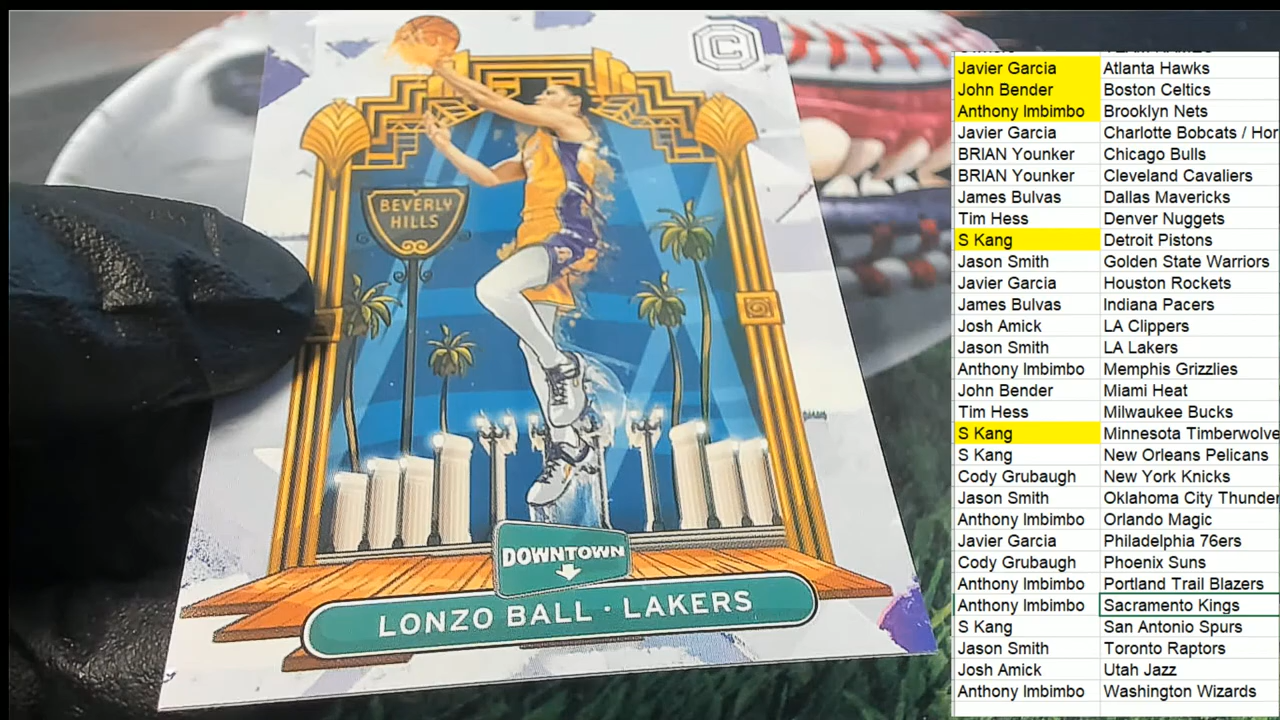 C
BEVERLY
HILLS
DOWNTOWN
LONZO BALL · LAKERS
Javier Garcia Atlanta Hawks
John Bender Boston Celtics
Anthony Imbimbo Brooklyn Nets
Javier Garcia Charlotte Bobcats / Hor
BRIAN Younker Chicago Bulls
BRIAN Younker Cleveland Cavaliers
James Bulvas Dallas Mavericks
Tim Hess Denver Nuggets
S Kang Detroit Pistons
Jason Smith Golden State Warriors
Javier Garcia Houston Rockets
James Bulvas Indiana Pacers
Josh Amick LA Clippers
Jason Smith LA Lakers
Anthony Imbimbo Memphis Grizzlies
John Bender Miami Heat
Tim Hess Milwaukee Bucks
S Kang Minnesota Timberwolve
S Kang New Orleans Pelicans
Cody Grubaugh New York Knicks
Jason Smith Oklahoma City Thunder
Anthony Imbimbo Orlando Magic
Javier Garcia Philadelphia 76ers
Cody Grubaugh Phoenix Suns
Anthony Imbimbo Portland Trail Blazers
Anthony Imbimbo Sacramento Kings
S Kang San Antonio Spurs
Jason Smith Toronto Raptors
Josh Amick Utah Jazz
Anthony Imbimbo Washington Wizards